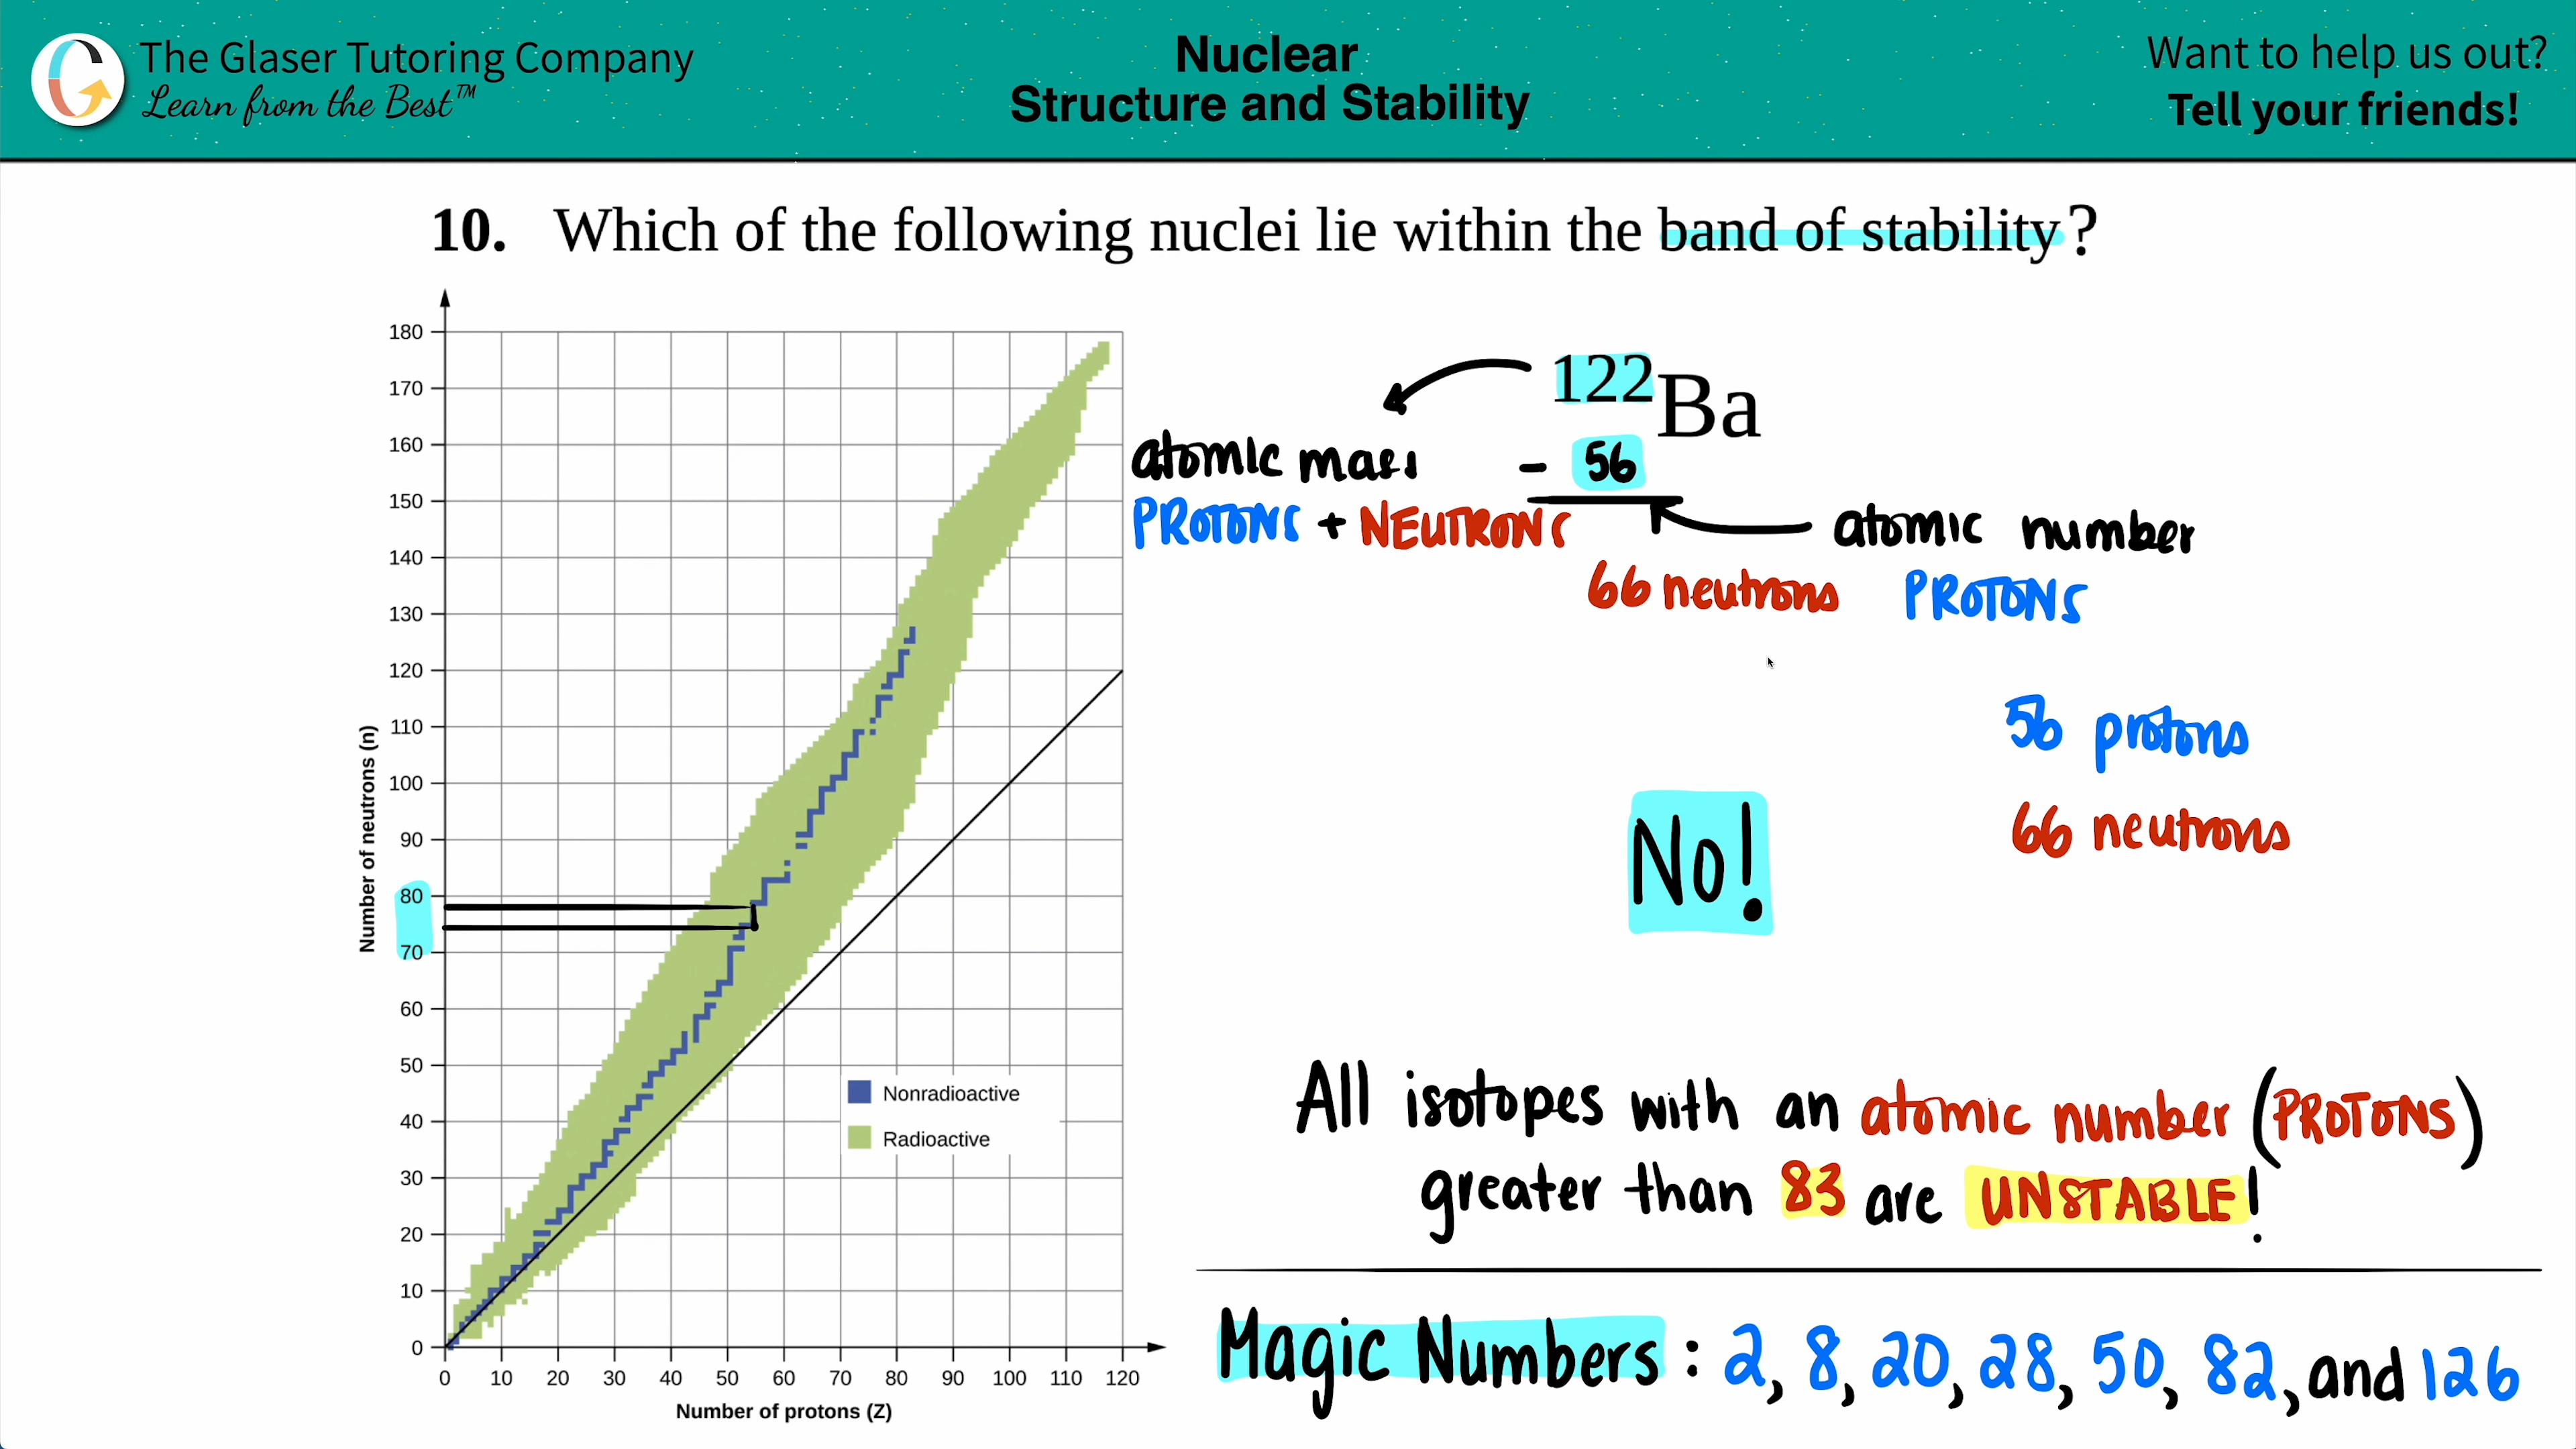 The Glaser Tutoring Company
Learn from the Best™
Nuclear
Structure and Stability
Want to help us out?
Tell your friends!
10. Which of the following nuclei lie within the band of stability?
180
170
160
150
140
130
120
110
100
90
80
70
60
50
40
30
20
10
0
Number of neutrons (n)
0 10 20 30 40 50 60 70 80 90 100 110 120
Number of protons (Z)
Nonradioactive
Radioactive
122Ba
- 56
atomic mass
PROTONS + NEUTRONS
atomic number
PROTONS
66 neutrons
56 protons
66 neutrons
No!
All isotopes with an atomic number (PROTONS)
greater than 83 are UNSTABLE!
Magic Numbers: 2, 8, 20, 28, 50, 82, and 126